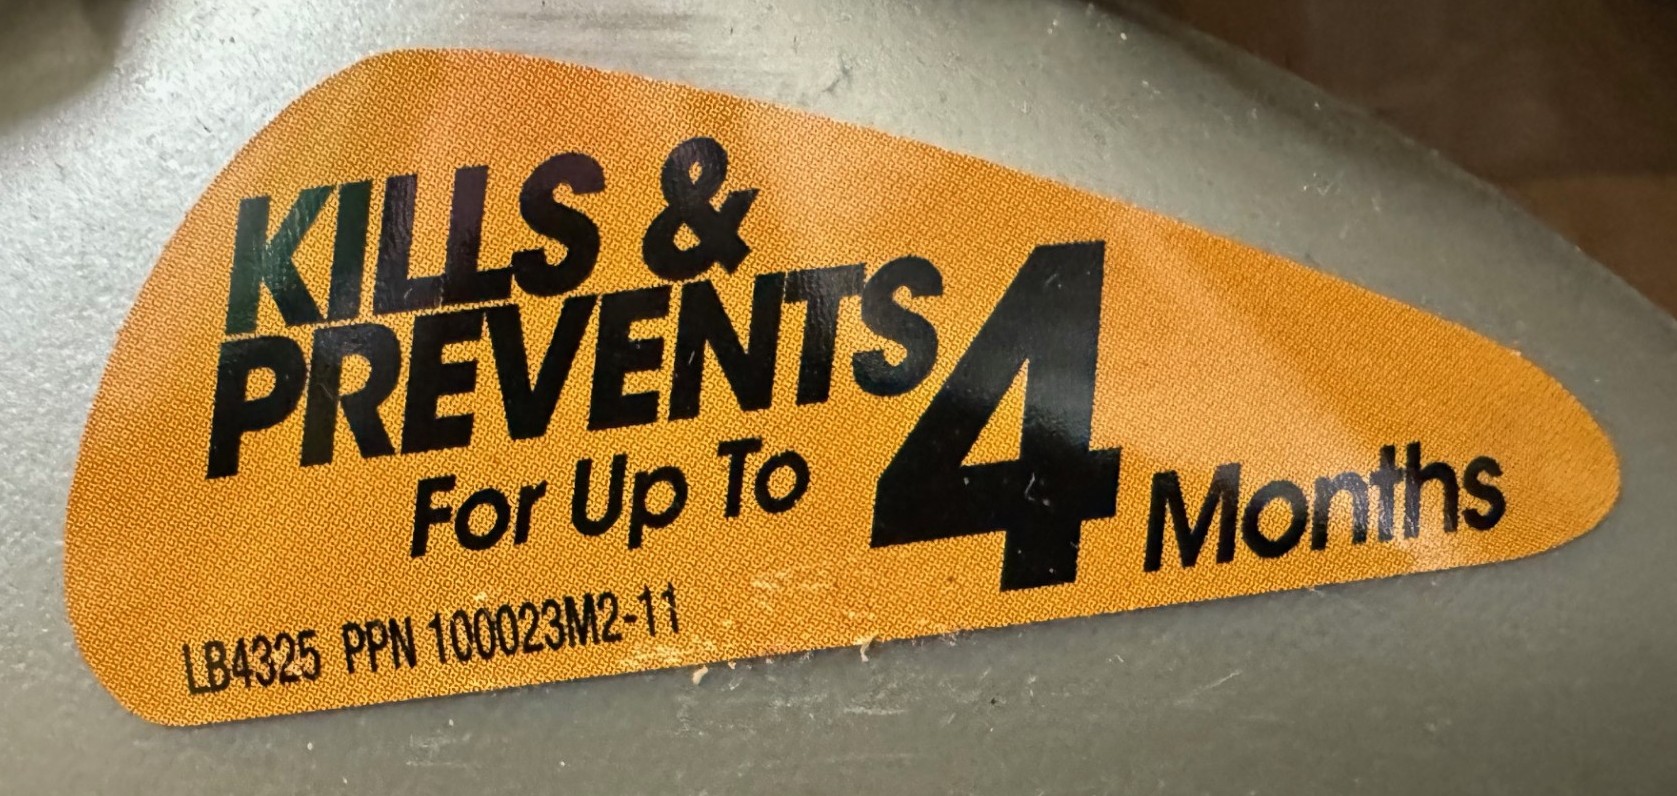 KILLS &
PREVENTS
For Up To 4 Months
LB4325 PPN 100023M2-11